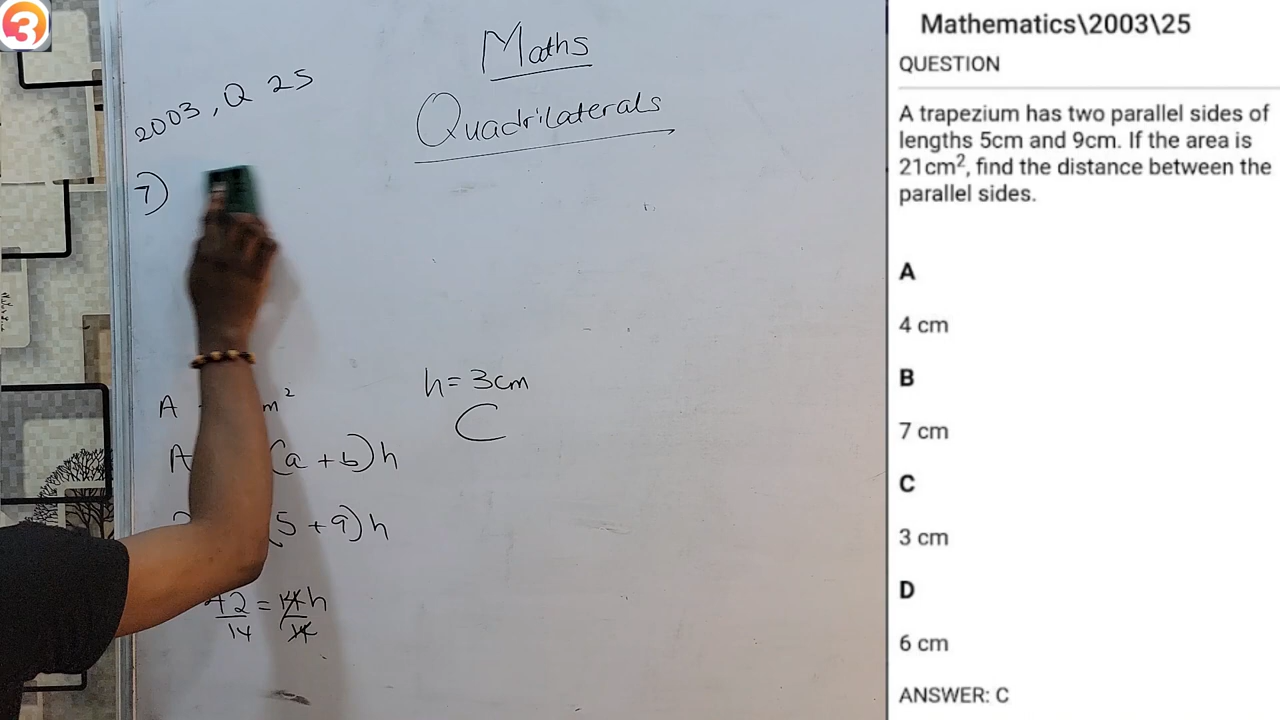 3
Maths
Quadrilaterals
2003, Q 25
7)
A m²
A (a + b)h
(5 + 9)h
42 = 14h
14 14
h = 3cm
C
Mathematics\2003\25
QUESTION
A trapezium has two parallel sides of
lengths 5cm and 9cm. If the area is
21cm², find the distance between the
parallel sides.
A
4 cm
B
7 cm
C
3 cm
D
6 cm
ANSWER: C